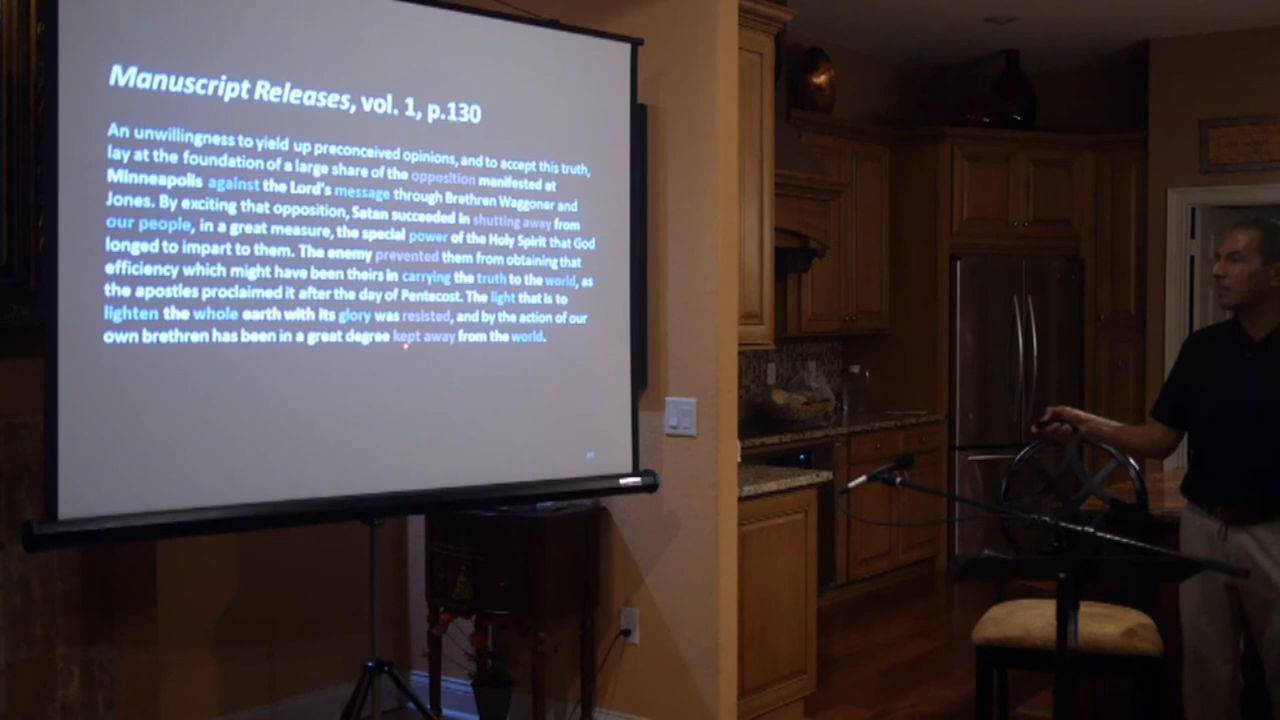 Manuscript Releases, vol. 1, p.130
An unwillingness to yield up preconceived opinions, and to accept this truth,
lay at the foundation of a large share of the opposition manifested at
Minneapolis against the Lord's message through Brethren Waggoner and
Jones. By exciting that opposition, Satan succeeded in shutting away from
our people, in a great measure, the special power of the Holy Spirit that God
longed to impart to them. The enemy prevented them from obtaining that
efficiency which might have been theirs in carrying the truth to the world, as
the apostles proclaimed it after the day of Pentecost. The light that is to
lighten the whole earth with its glory was resisted, and by the action of our
own brethren has been in a great degree kept away from the world.